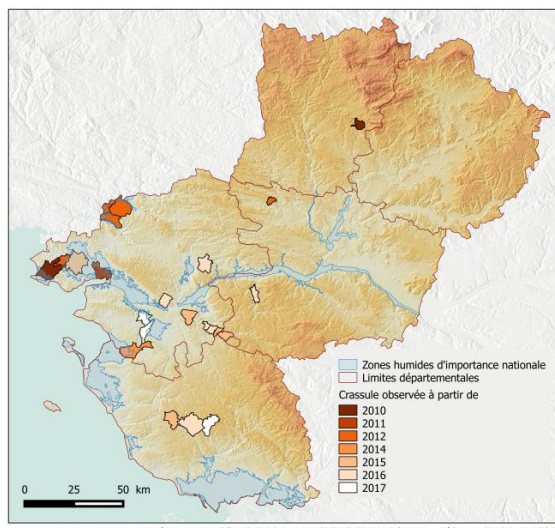 Zones humides d'importance nationale
Limites départementales
Crassule observée à partir de
2010
2011
2012
2014
2015
2016
2017
0 25 50 km